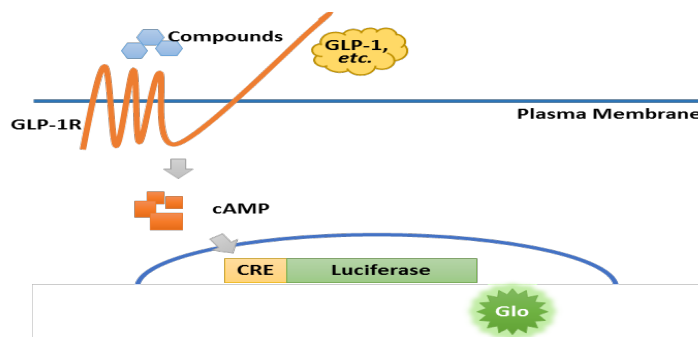 Compounds
GLP-1,
etc.
Plasma Membrane
GLP-1R
cAMP
CRE
Luciferase
Glo